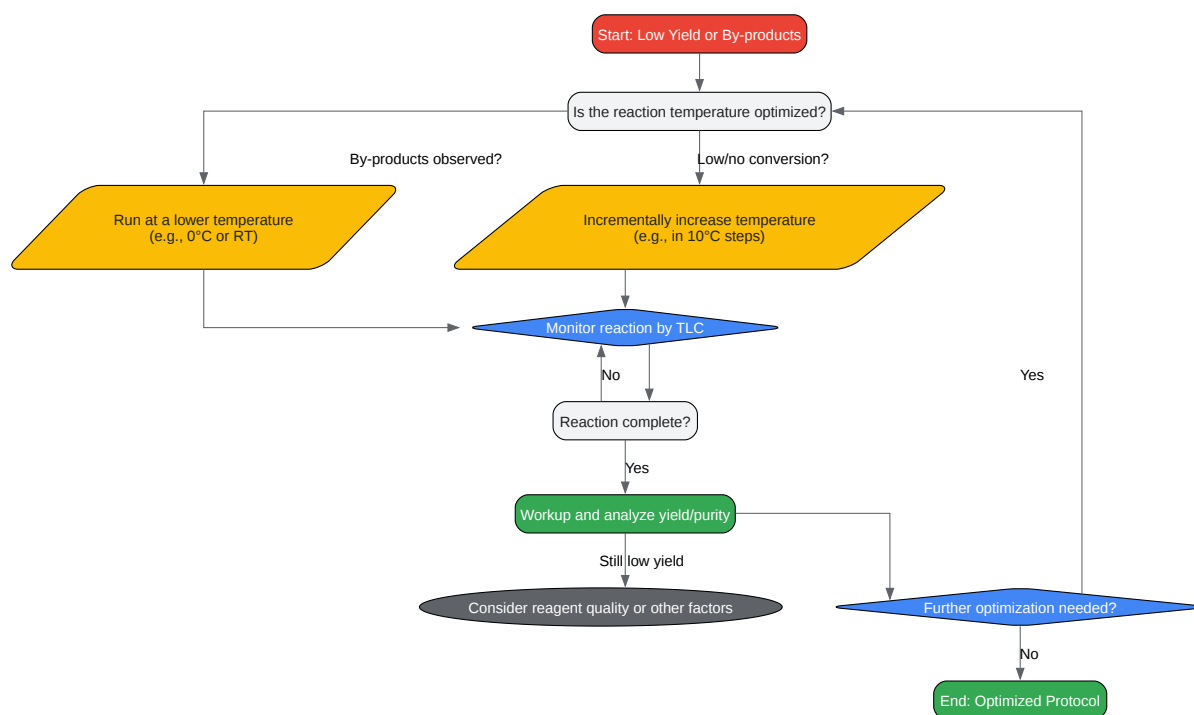 Start: Low Yield or By-products
Is the reaction temperature optimized?
By-products observed?
Low/no conversion?
Run at a lower temperature
(e.g., 0°C or RT)
Incrementally increase temperature
(e.g., in 10°C steps)
Monitor reaction by TLC
No
Yes
Reaction complete?
Yes
Workup and analyze yield/purity
Still low yield
Consider reagent quality or other factors
Further optimization needed?
No
End: Optimized Protocol